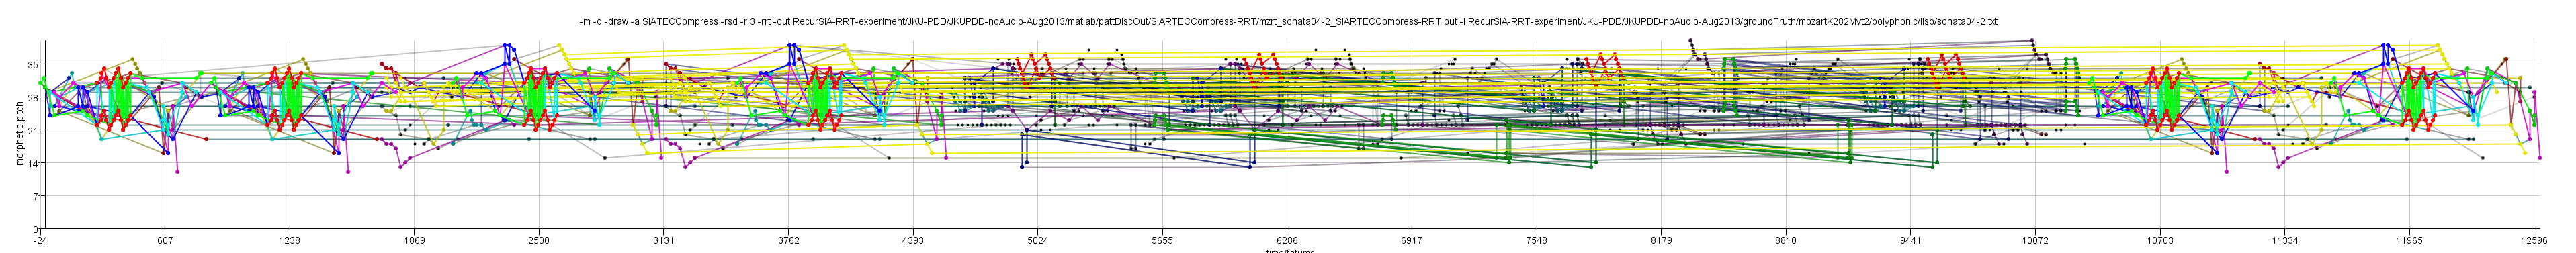 -m -d -draw -a SIATECCompress -rsd -r 3 -rrt -out RecurSIA-RRT-experiment/JKU-PDD/JKUPDD-noAudio-Aug2013/matlab/pattDiscOut/SIARTECCompress-RRT/mzrt_sonata04-2_SIARTECCompress-RRT.out -i RecurSIA-RRT-experiment/JKU-PDD/JKUPDD-noAudio-Aug2013/groundTruth/mozartK282Mvt2/polyphonic/lisp/sonata04-2.txt
morphetic pitch
35
28
21
14
7
0
-24 607 1238 1869 2500 3131 3762 4393 5024 5655 6286 6917 7548 8179 8810 9441 10072 10703 11334 11965 12596
time/tatums